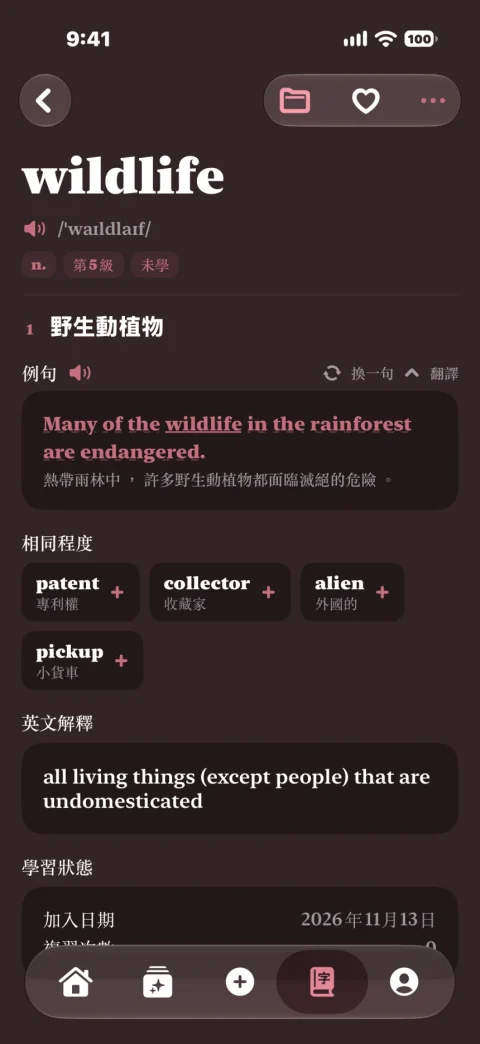 9:41
100
wildlife
/ˈwaɪldlaɪf/
n. 第5級 未學
1 野生動植物
例句 換一句 翻譯
Many of the wildlife in the rainforest
are endangered.
熱帶雨林中，許多野生動植物都面臨滅絕的危險。
相同程度
patent collector alien
專利權 收藏家 外國的
pickup
小貨車
英文解釋
all living things (except people) that are
undomesticated
學習狀態
加入日期 2026年11月13日
複習次數 0
字